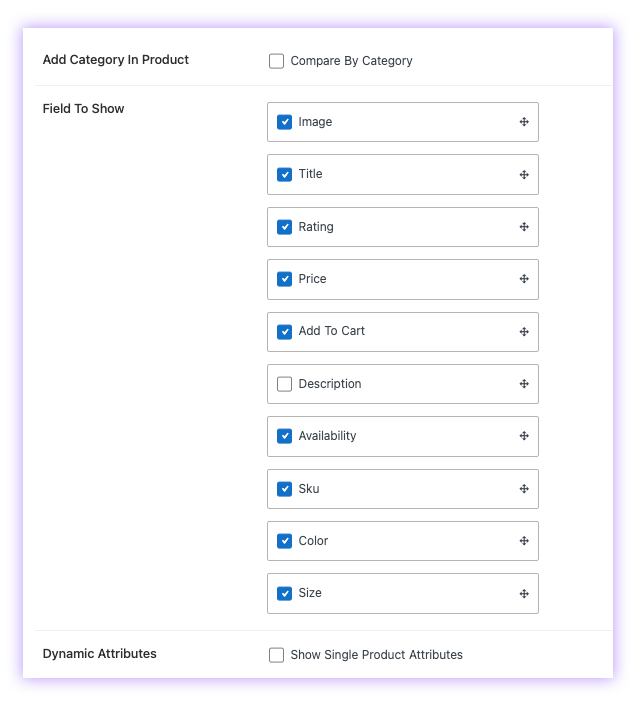 Add Category In Product
Compare By Category
Field To Show
Image
Title
Rating
Price
Add To Cart
Description
Availability
Sku
Color
Size
Dynamic Attributes
Show Single Product Attributes